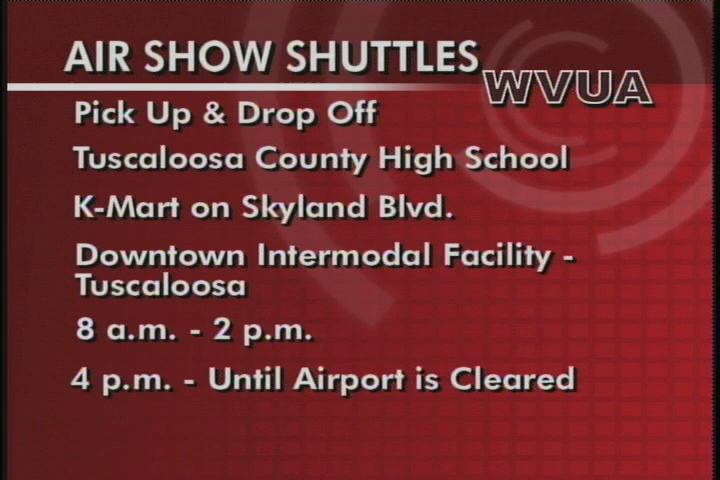 AIR SHOW SHUTTLES
WVUA
Pick Up & Drop Off
Tuscaloosa County High School
K-Mart on Skyland Blvd.
Downtown Intermodal Facility -
Tuscaloosa
8 a.m. - 2 p.m.
4 p.m. - Until Airport is Cleared